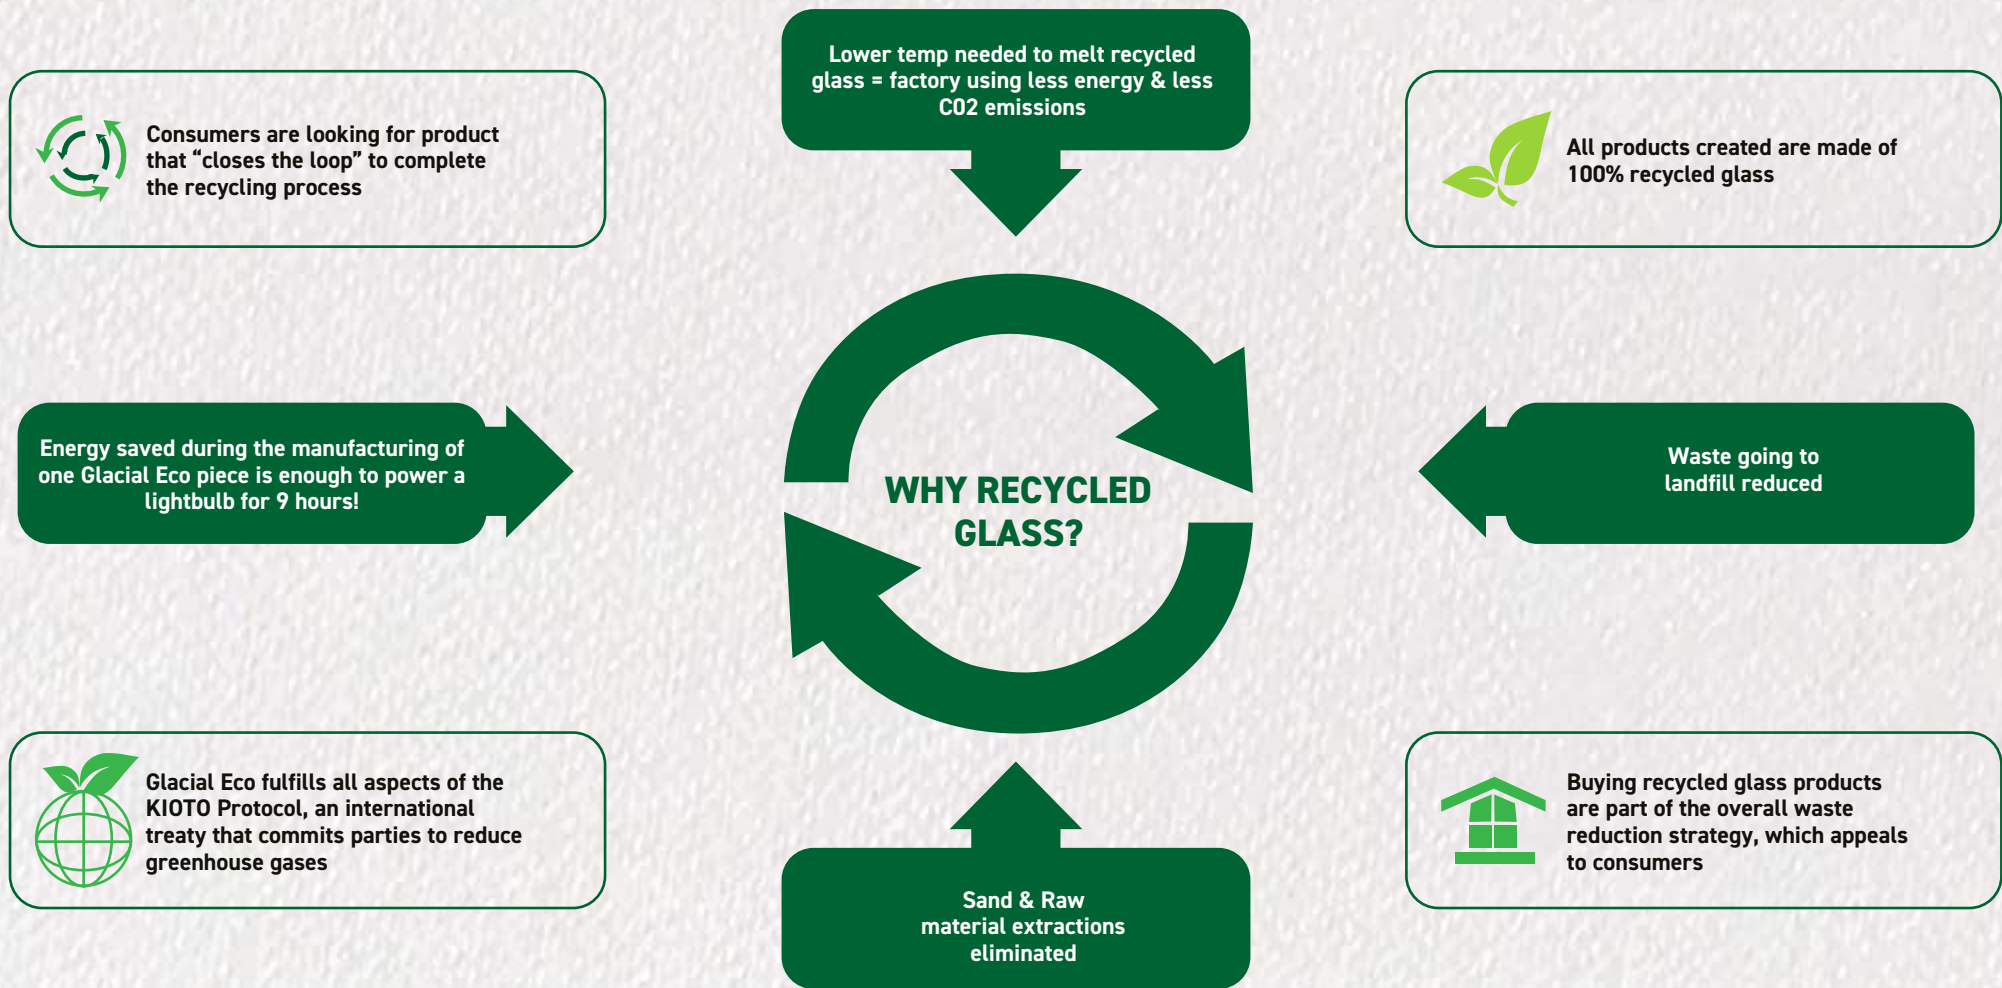 Lower temp needed to melt recycled
glass = factory using less energy & less
CO2 emissions
Consumers are looking for product
that “closes the loop” to complete
the recycling process
All products created are made of
100% recycled glass
Energy saved during the manufacturing of
one Glacial Eco piece is enough to power a
lightbulb for 9 hours!
WHY RECYCLED
GLASS?
Waste going to
landfill reduced
Glacial Eco fulfills all aspects of the
KIOTO Protocol, an international
treaty that commits parties to reduce
greenhouse gases
Buying recycled glass products
are part of the overall waste
reduction strategy, which appeals
to consumers
Sand & Raw
material extractions
eliminated